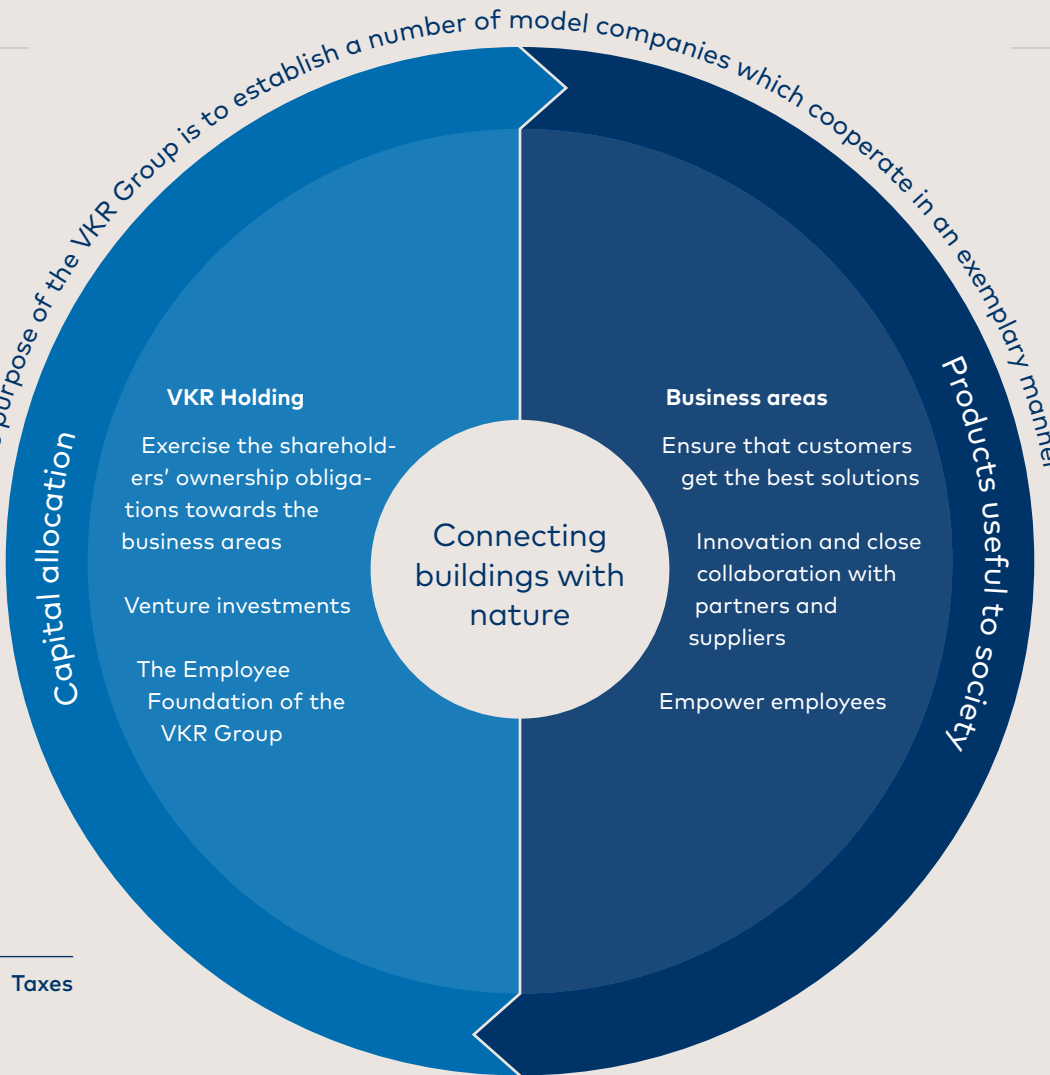 purpose of the VKR Group is to establish a number of model companies which cooperate in an exemplary manner
Capital allocation
VKR Holding
Exercise the sharehold-
ers' ownership obliga-
tions towards the
business areas
Venture investments
The Employee
Foundation of the
VKR Group
Connecting
buildings with
nature
Business areas
Ensure that customers
get the best solutions
Innovation and close
collaboration with
partners and
suppliers
Empower employees
Products useful to society
Taxes